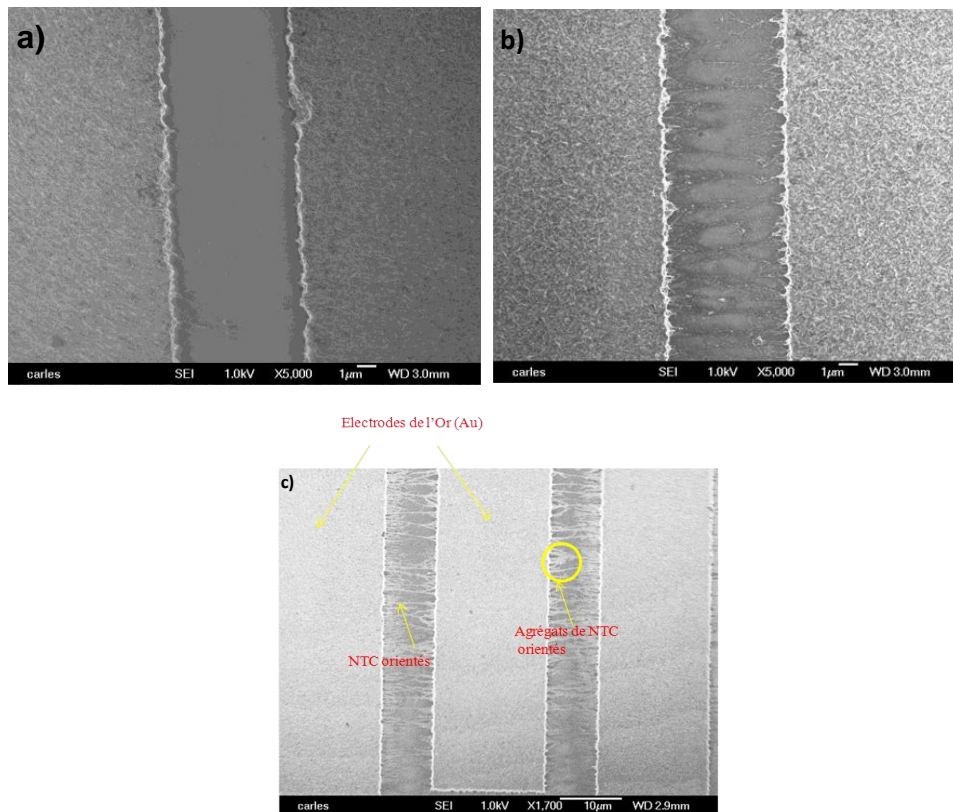 a)
carles SEI 1.0kV X5,000 1µm WD 3.0mm
b)
carles SEI 1.0kV X5,000 1µm WD 3.0mm
Electrodes de l'Or (Au)
c)
NTC orientés
Agrégats de NTC
orientés
carles SEI 1.0kV X1,700 10µm WD 2.9mm